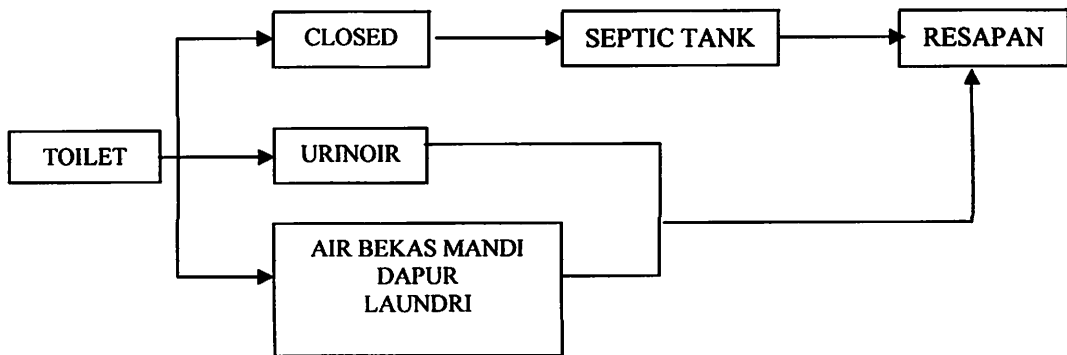 CLOSED
SEPTIC TANK
RESAPAN
TOILET
URINOIR
AIR BEKAS MANDI
DAPUR
LAUNDRI